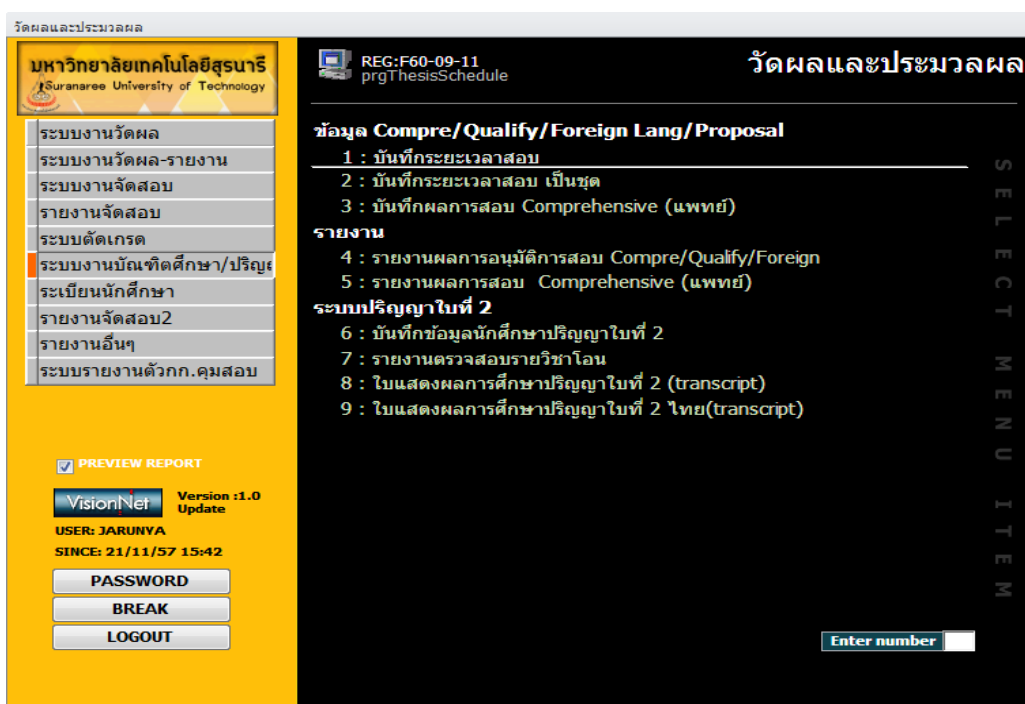 วัดผลและประมวลผล
มหาวิทยาลัยเทคโนโลยีสุรนารี
Suranaree University of Technology
REG:F60-09-11
prgThesisSchedule
วัดผลและประมวลผล
ระบบงานวัดผล
ระบบงานวัดผล-รายงาน
ระบบงานจัดสอบ
รายงานจัดสอบ
ระบบตัดเกรด
ระบบงานบัณฑิตศึกษา/ปริญ
ระเบียนนักศึกษา
รายงานจัดสอบ2
รายงานอื่นๆ
ระบบรายงานตัวกก.คุมสอบ
ข้อมูล Compre/Qualify/Foreign Lang/Proposal
1 : บันทึกระยะเวลาสอบ
2 : บันทึกระยะเวลาสอบ เป็นชุด
3 : บันทึกผลการสอบ Comprehensive (แพทย์)
รายงาน
4 : รายงานผลการอนุมัติการสอบ Compre/Qualify/Foreign
5 : รายงานผลการสอบ Comprehensive (แพทย์)
ระบบปริญญาใบที่ 2
6 : บันทึกข้อมูลนักศึกษาปริญญาใบที่ 2
7 : รายงานตรวจสอบรายวิชาโอน
8 : ใบแสดงผลการศึกษาปริญญาใบที่ 2 (transcript)
9 : ใบแสดงผลการศึกษาปริญญาใบที่ 2 ไทย(transcript)
SELECT MENU ITEM
PREVIEW REPORT
VisionNet
Version :1.0
Update
USER: JARUNYA
SINCE: 21/11/57 15:42
PASSWORD
BREAK
LOGOUT
Enter number